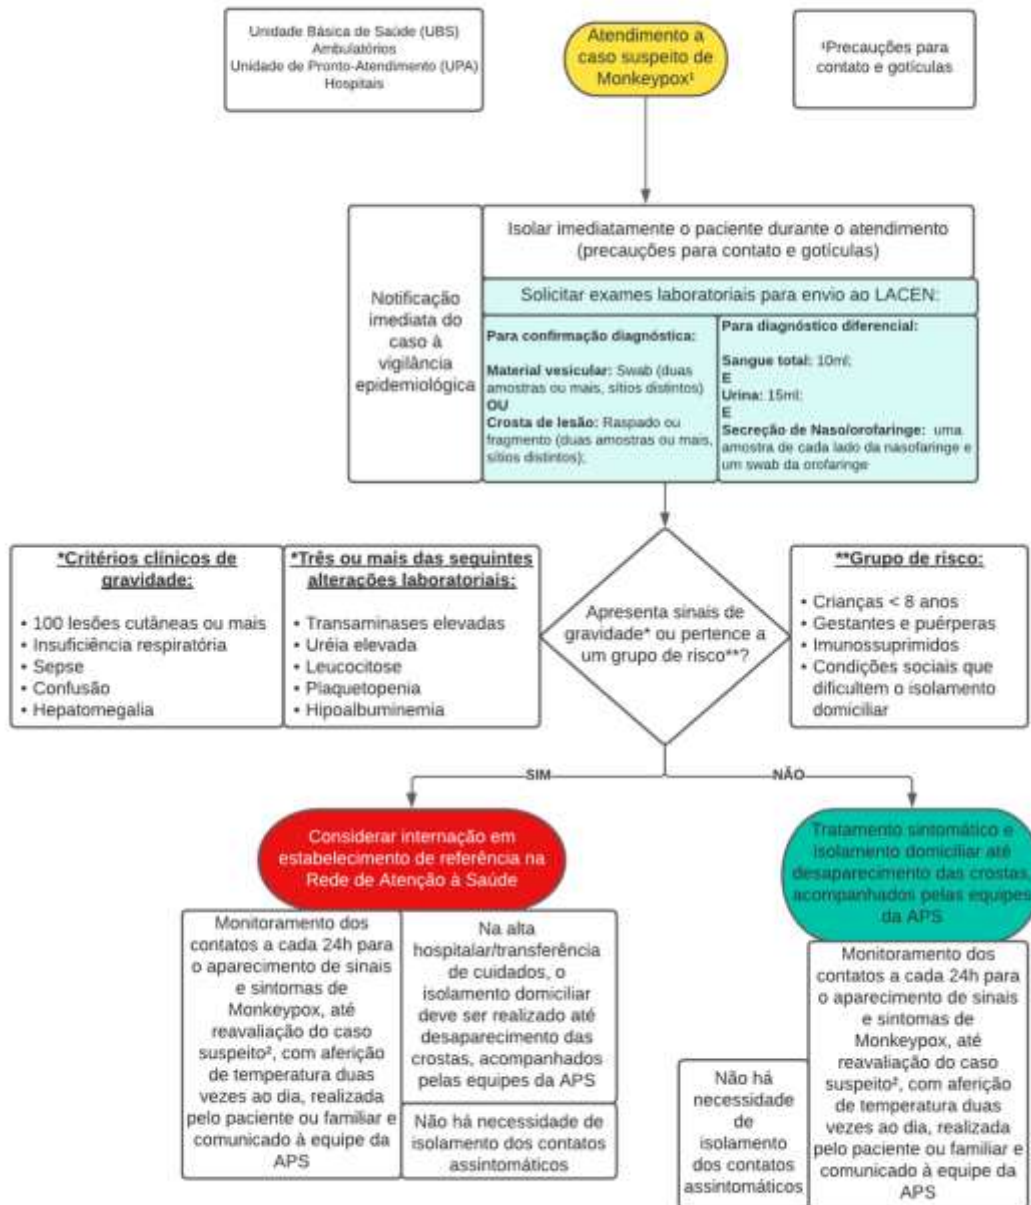 Unidade Básica de Saúde (UBS)
Ambulatórios
Unidade de Pronto-Atendimento (UPA)
Hospitais
Atendimento a
caso suspeito de
Monkeypox¹
¹Precauções para
contato e gotículas
Notificação
imediata do
caso à
vigilância
epidemiológica
Isolar imediatamente o paciente durante o atendimento
(precauções para contato e gotículas)
Solicitar exames laboratoriais para envio ao LACEN:
Para confirmação diagnóstica:
Material vesicular: Swab (duas
amostras ou mais, sítios distintos)
OU
Crosta de lesão: Raspado ou
fragmento (duas amostras ou mais,
sítios distintos);
Para diagnóstico diferencial:
Sangue total: 10ml;
E
Urina: 15ml;
E
Secreção de Naso/orofaringe: uma
amostra de cada lado da nasofaringe e
um swab da orofaringe
*Critérios clínicos de
gravidade:
• 100 lesões cutâneas ou mais
• Insuficiência respiratória
• Sepse
• Confusão
• Hepatomegalia
*Três ou mais das seguintes
alterações laboratoriais:
• Transaminases elevadas
• Uréia elevada
• Leucocitose
• Plaquetopenia
• Hipoalbuminemia
Apresenta sinais de
gravidade* ou pertence a
um grupo de risco**?
**Grupo de risco:
• Crianças < 8 anos
• Gestantes e puérperas
• Imunossuprimidos
• Condições sociais que
dificultem o isolamento
domiciliar
SIM
NÃO
Considerar internação em
estabelecimento de referência na
Rede de Atenção à Saúde
Monitoramento dos
contatos a cada 24h para
o aparecimento de sinais
e sintomas de
Monkeypox, até
reavaliação do caso
suspeito², com aferição
de temperatura duas
vezes ao dia, realizada
pelo paciente ou familiar e
comunicado à equipe da
APS
Na alta
hospitalar/transferência
de cuidados, o
isolamento domiciliar
deve ser realizado até
desaparecimento das
crostas, acompanhados
pelas equipes da APS
Não há necessidade de
isolamento dos contatos
assintomáticos
Tratamento sintomático e
isolamento domiciliar até
desaparecimento das crostas,
acompanhados pelas equipes
da APS
Não há
necessidade
de
isolamento
dos contatos
assintomáticos
Monitoramento dos
contatos a cada 24h para
o aparecimento de sinais
e sintomas de
Monkeypox, até
reavaliação do caso
suspeito², com aferição
de temperatura duas
vezes ao dia, realizada
pelo paciente ou familiar e
comunicado à equipe da
APS